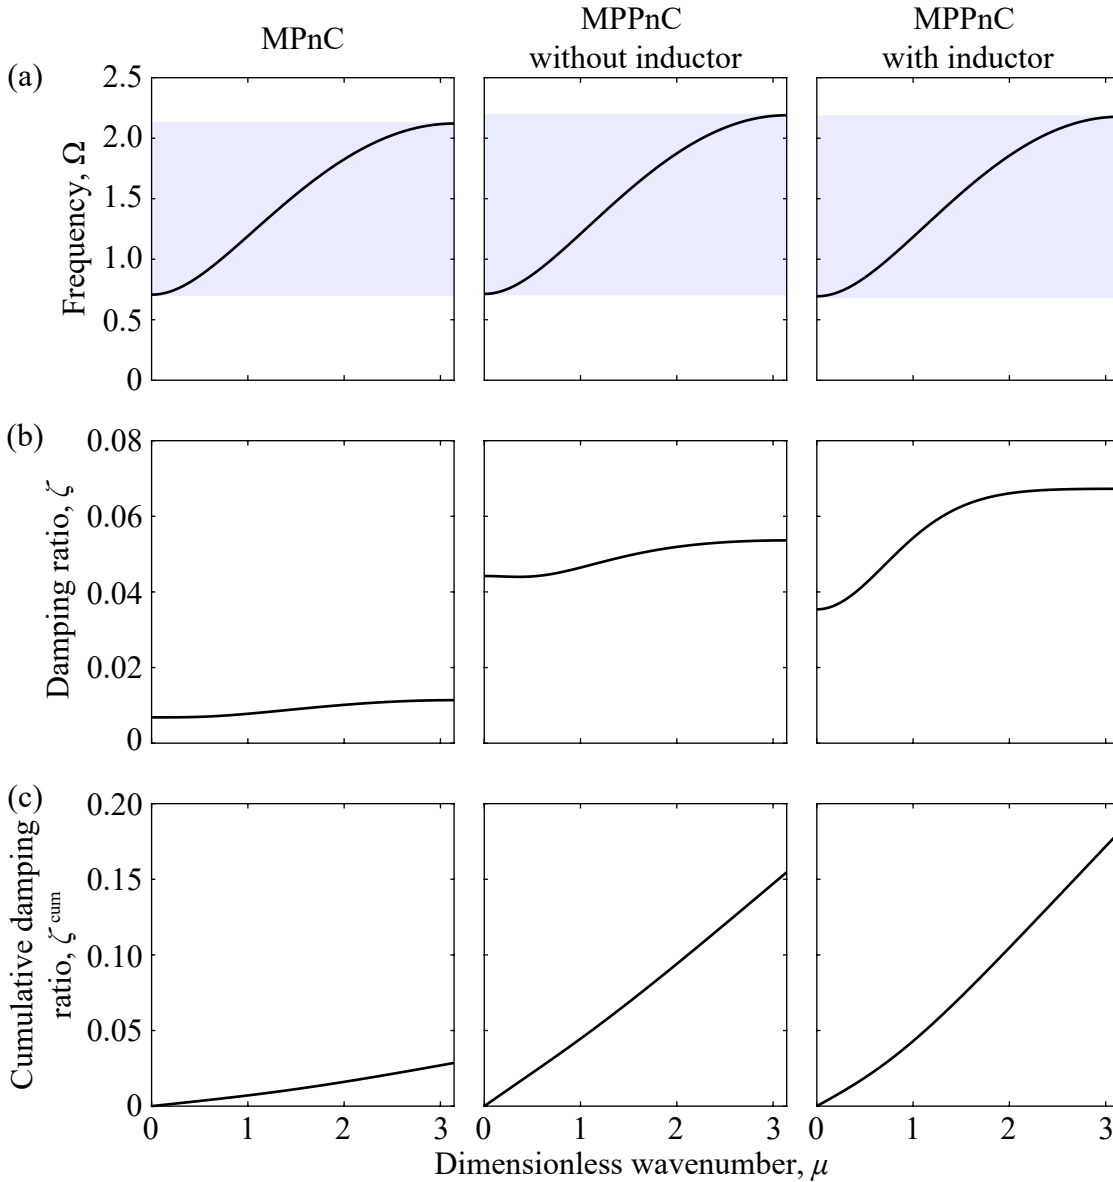 MPnC
MPPnC
without inductor
MPPnC
with inductor
(a)
Frequency, Ω
2.5
2.0
1.5
1.0
0.5
0
(b)
Damping ratio, ζ
0.08
0.06
0.04
0.02
0
(c)
Cumulative damping
ratio, ζ cum
0.20
0.15
0.10
0.05
0
0 1 2 3
0 1 2 3
0 1 2 3
Dimensionless wavenumber, μ